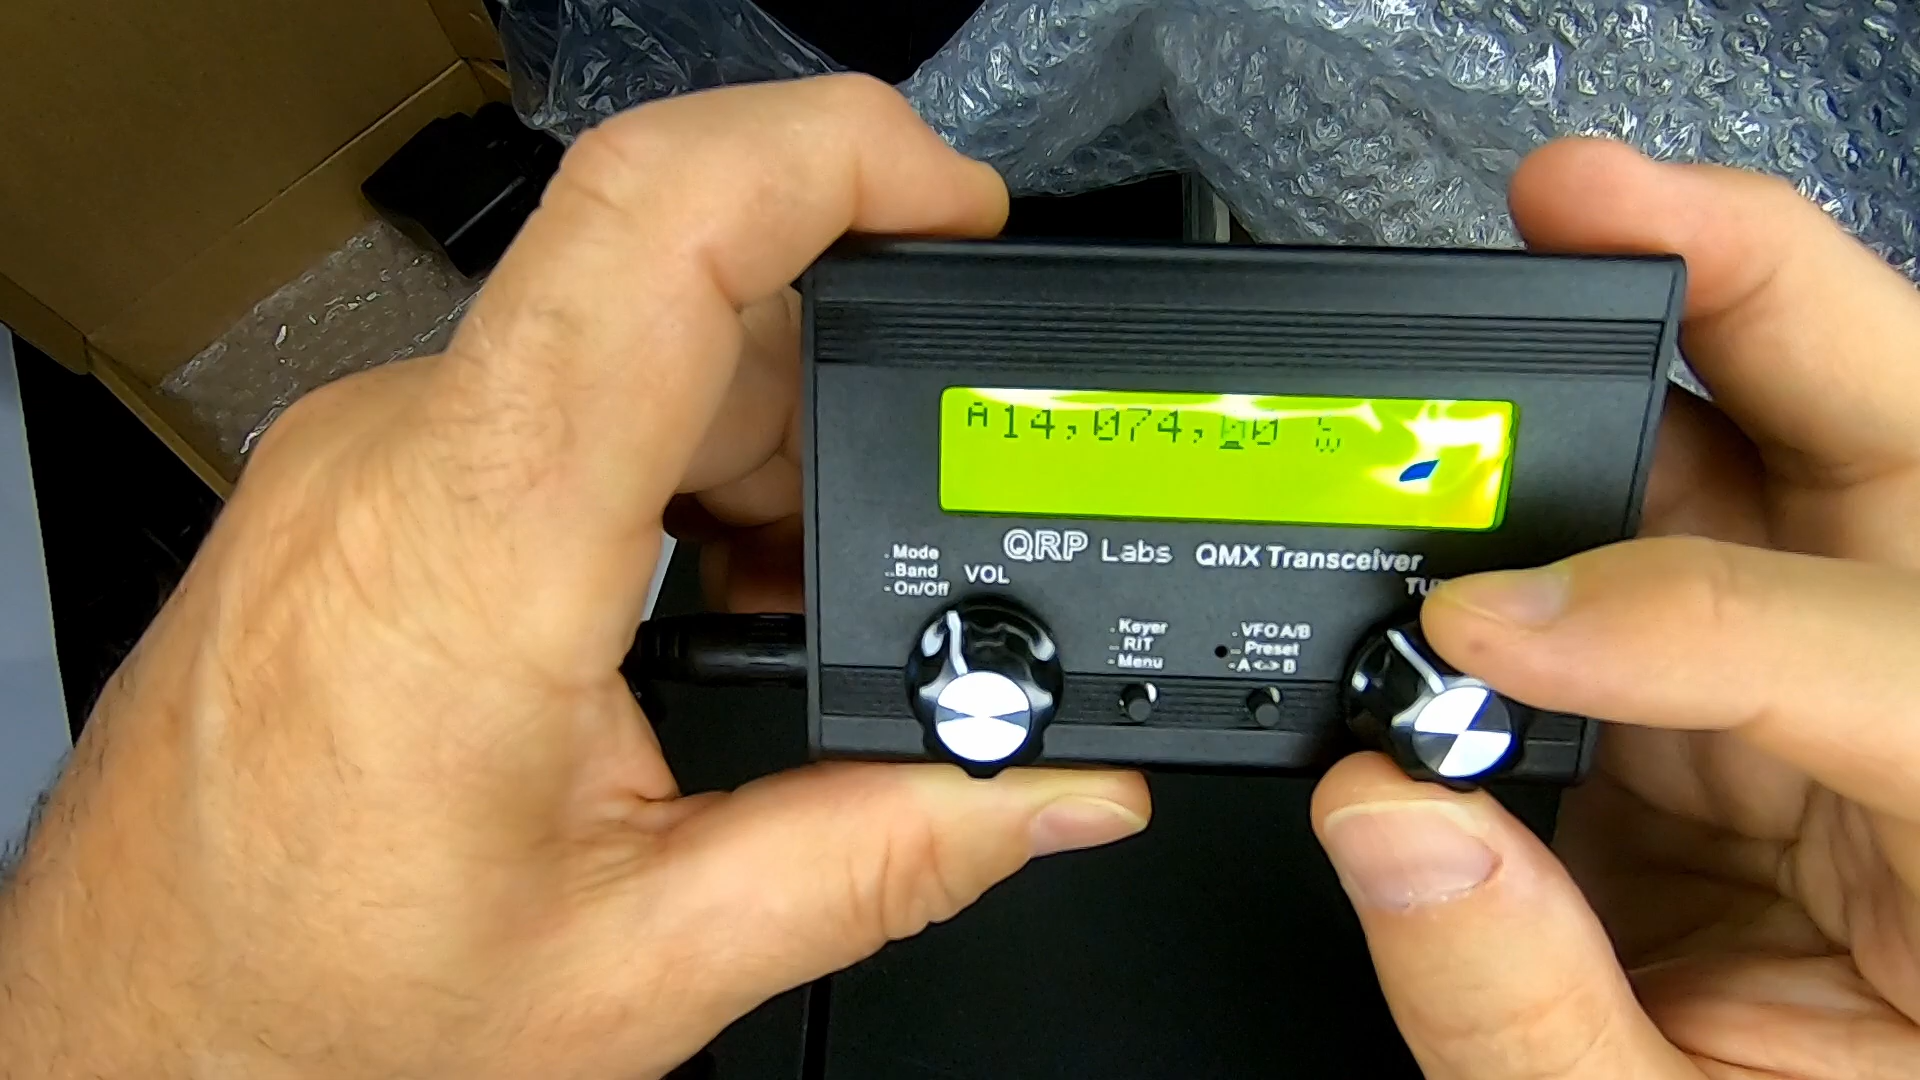 A14,074,00
QRP Labs QMX Transceiver
. Mode
.. Band
- On/Off
VOL
. Keyer
.. RIT
- Menu
. VFO A/B
.. Preset
- A<->B